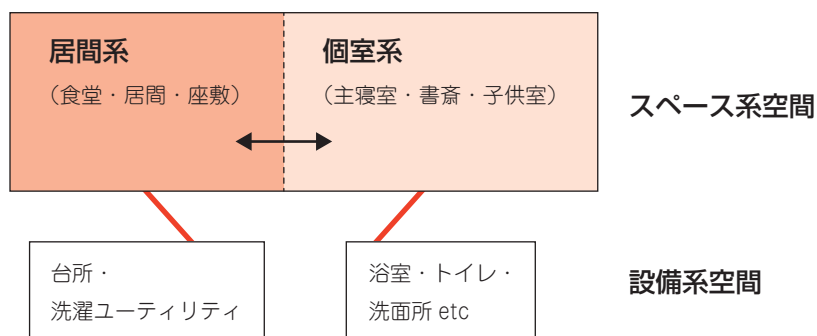 居間系
（食堂・居間・座敷）
個室系
（主寝室・書斎・子供室）
スペース系空間
台所・
洗濯ユーティリティ
浴室・トイレ・
洗面所 etc
設備系空間